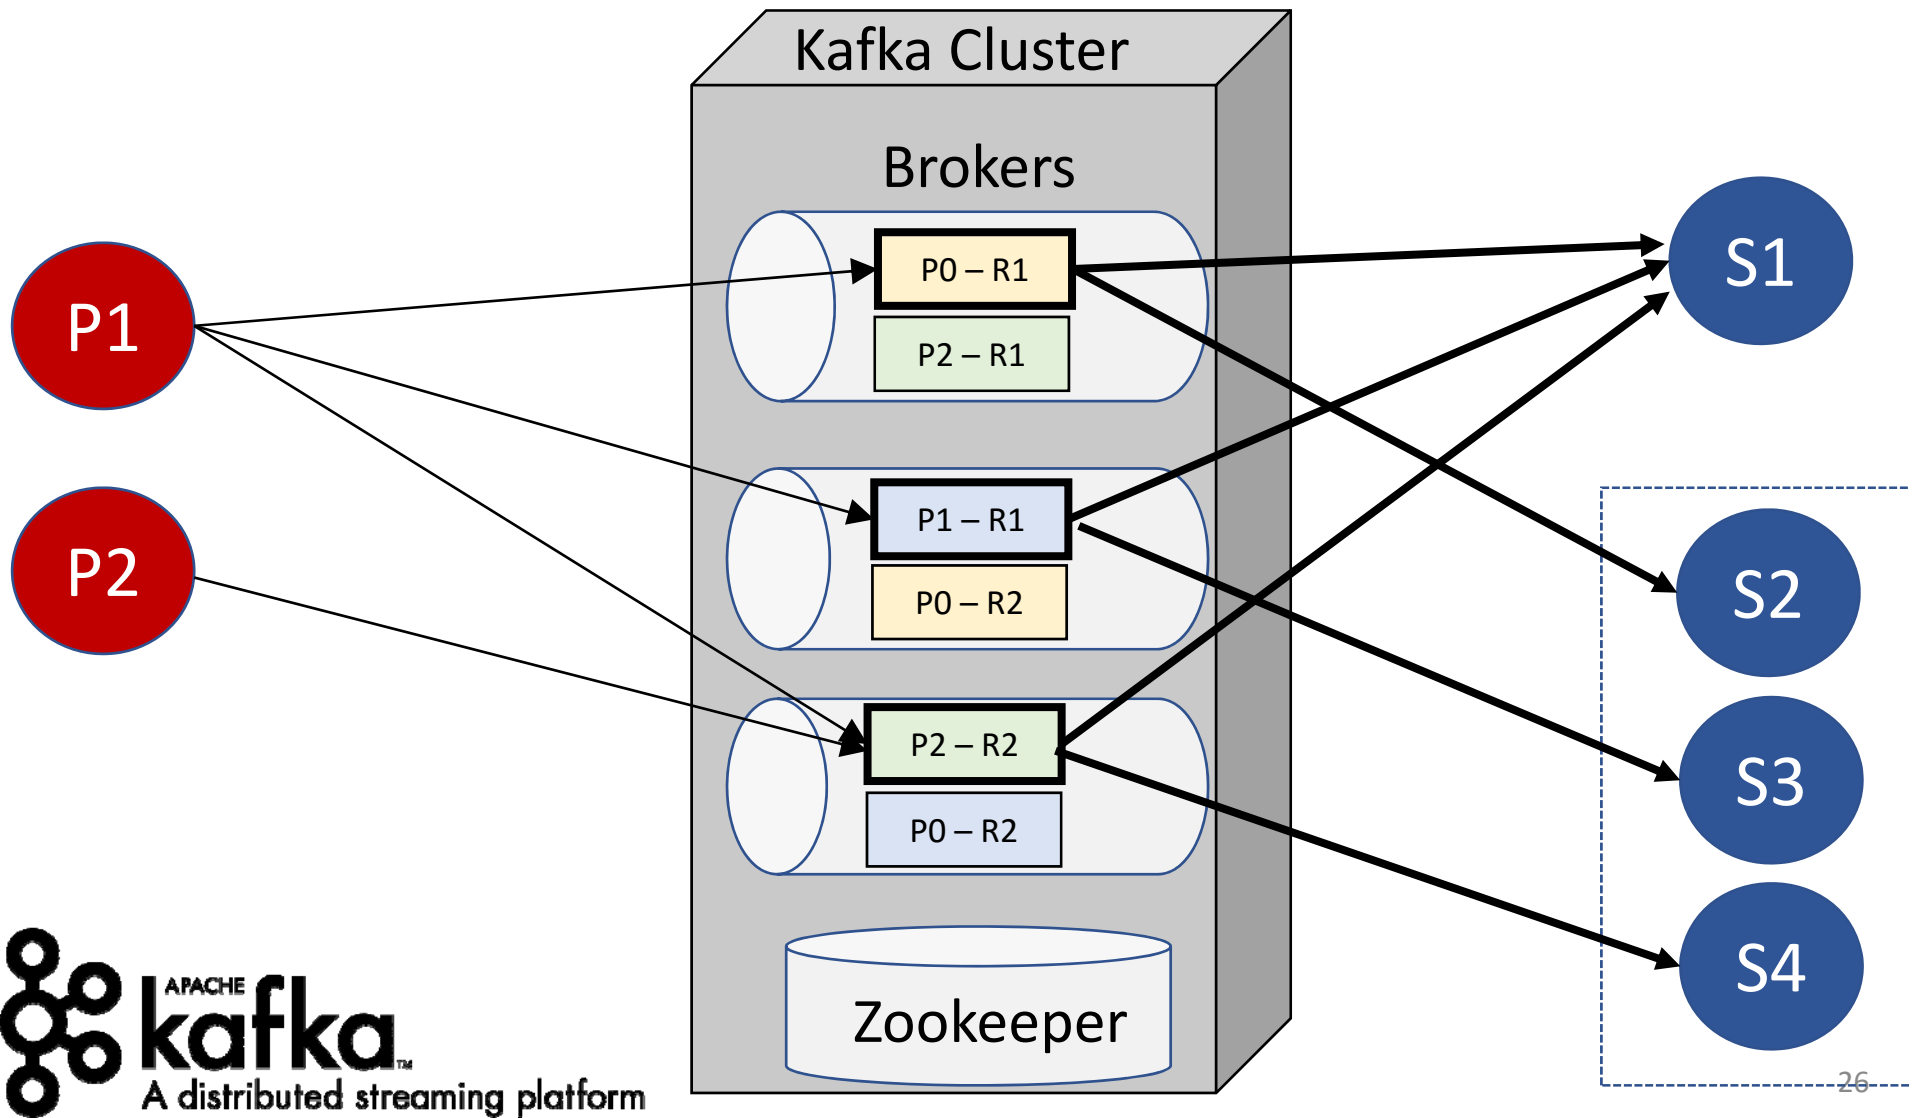 Kafka Cluster
Brokers
P1
P2
P0 – R1
P2 – R1
P1 – R1
P0 – R2
P2 – R2
P0 – R2
Zookeeper
S1
S2
S3
S4
APACHE
kafka™
A distributed streaming platform
26